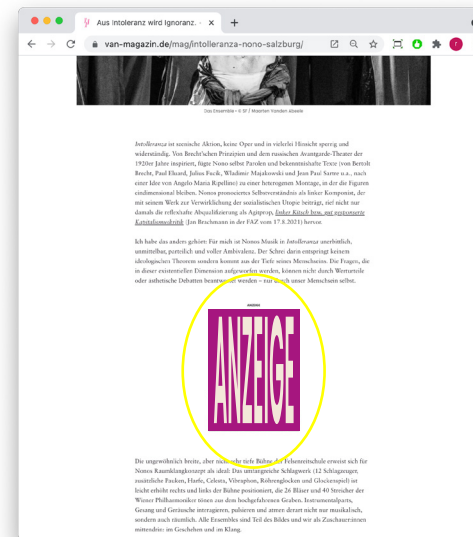 Aus Intoleranz wird Ignoranz. -
van-magazin.de/mag/intolleranza-nono-salzburg/
Das Ensemble • © SF / Maarten Vanden Abeele
Intolleranza ist szenische Aktion, keine Oper und in vielerlei Hinsicht sperrig und
widerständig. Von Brecht'schen Prinzipien und dem russischen Avantgarde-Theater der
1920er Jahre inspiriert, fügte Nono selbst Parolen und bekenntnishafte Texte (von Bertolt
Brecht, Paul Eluard, Julius Fucik, Wladimir Majakowski und Jean Paul Sartre u.a., nach
einer Idee von Angelo Maria Ripelino) zu einer heterogenen Montage, in der die Figuren
eindimensional bleiben. Nonos prononciertes Selbstverständnis als linker Komponist, der
mit seinem Werk zur Verwirklichung der sozialistischen Utopie beiträgt, rief nicht nur
damals die reflexhafte Abqualifizierung als Agitprop, linker Kitsch bzw. gut gesponserte
Kapitalismuskritik (Jan Brachmann in der FAZ vom 17.8.2021) hervor.
Ich habe das anders gehört: Für mich ist Nonos Musik in Intolleranza unerbittlich,
unmittelbar, parteilich und voller Ambivalenz. Der Schrei darin entspringt keinem
ideologischen Theorem sondern kommt aus der Tiefe seines Menschseins. Die Fragen, die
in dieser existentiellen Dimension aufgeworfen werden, können nicht durch Werturteile
oder ästhetische Debatten beantwortet werden – nur durch unser Menschsein selbst.
ANZEIGE
ANZEIGE
Die ungewöhnlich breite, aber nicht sehr tiefe Bühne der Felsenreitschule erweist sich für
Nonos Raumklangkonzept als ideal: Das umfangreiche Schlagwerk (12 Schlagzeuger,
zusätzliche Pauken, Harfe, Celesta, Vibraphon, Röhrenglocken und Glockenspiel) ist
leicht erhöht rechts und links der Bühne positioniert, die 26 Bläser und 40 Streicher der
Wiener Philharmoniker tönen aus dem hochgefahrenen Graben. Instrumentalparts,
Gesang und Geräusche interagieren, pulsieren und atmen derart nicht nur musikalisch,
sondern auch räumlich. Alle Ensembles sind Teil des Bildes und wir als Zuschauer:innen
mittendrin: im Geschehen und im Klang.